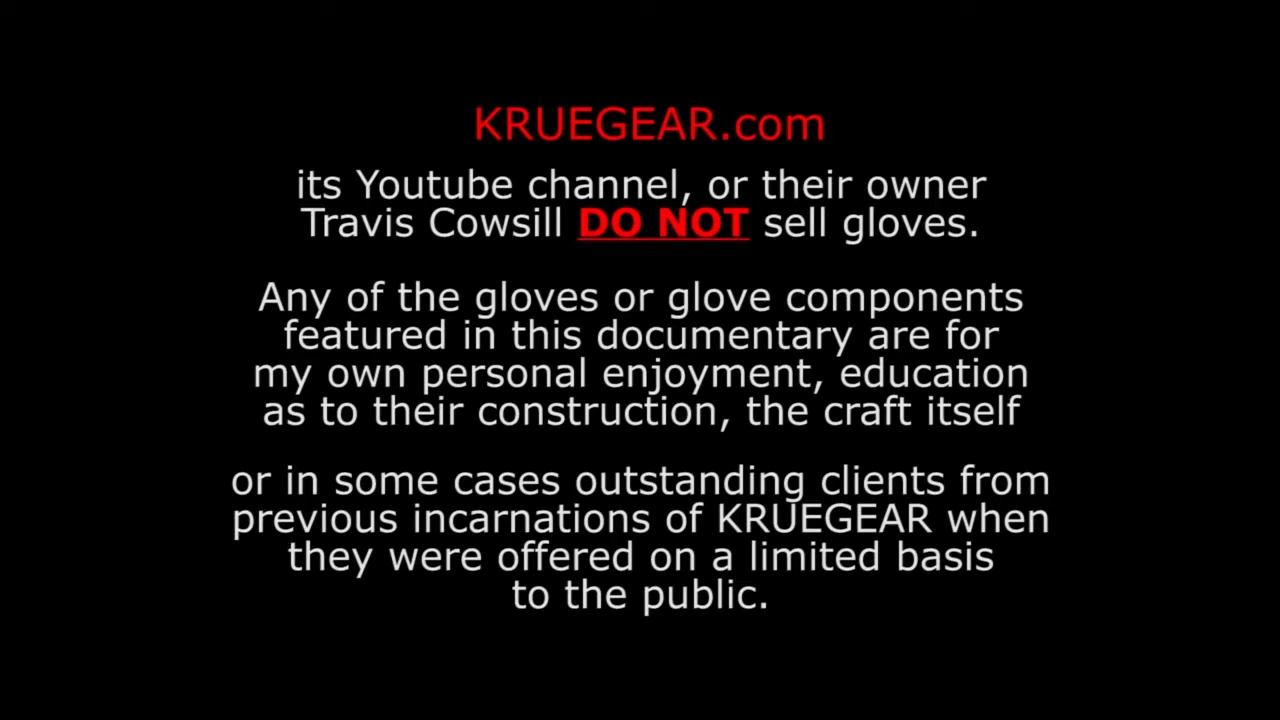 KRUEGEAR.com
its Youtube channel, or their owner
Travis Cowsill DO NOT sell gloves.
Any of the gloves or glove components
featured in this documentary are for
my own personal enjoyment, education
as to their construction, the craft itself
or in some cases outstanding clients from
previous incarnations of KRUEGEAR when
they were offered on a limited basis
to the public.